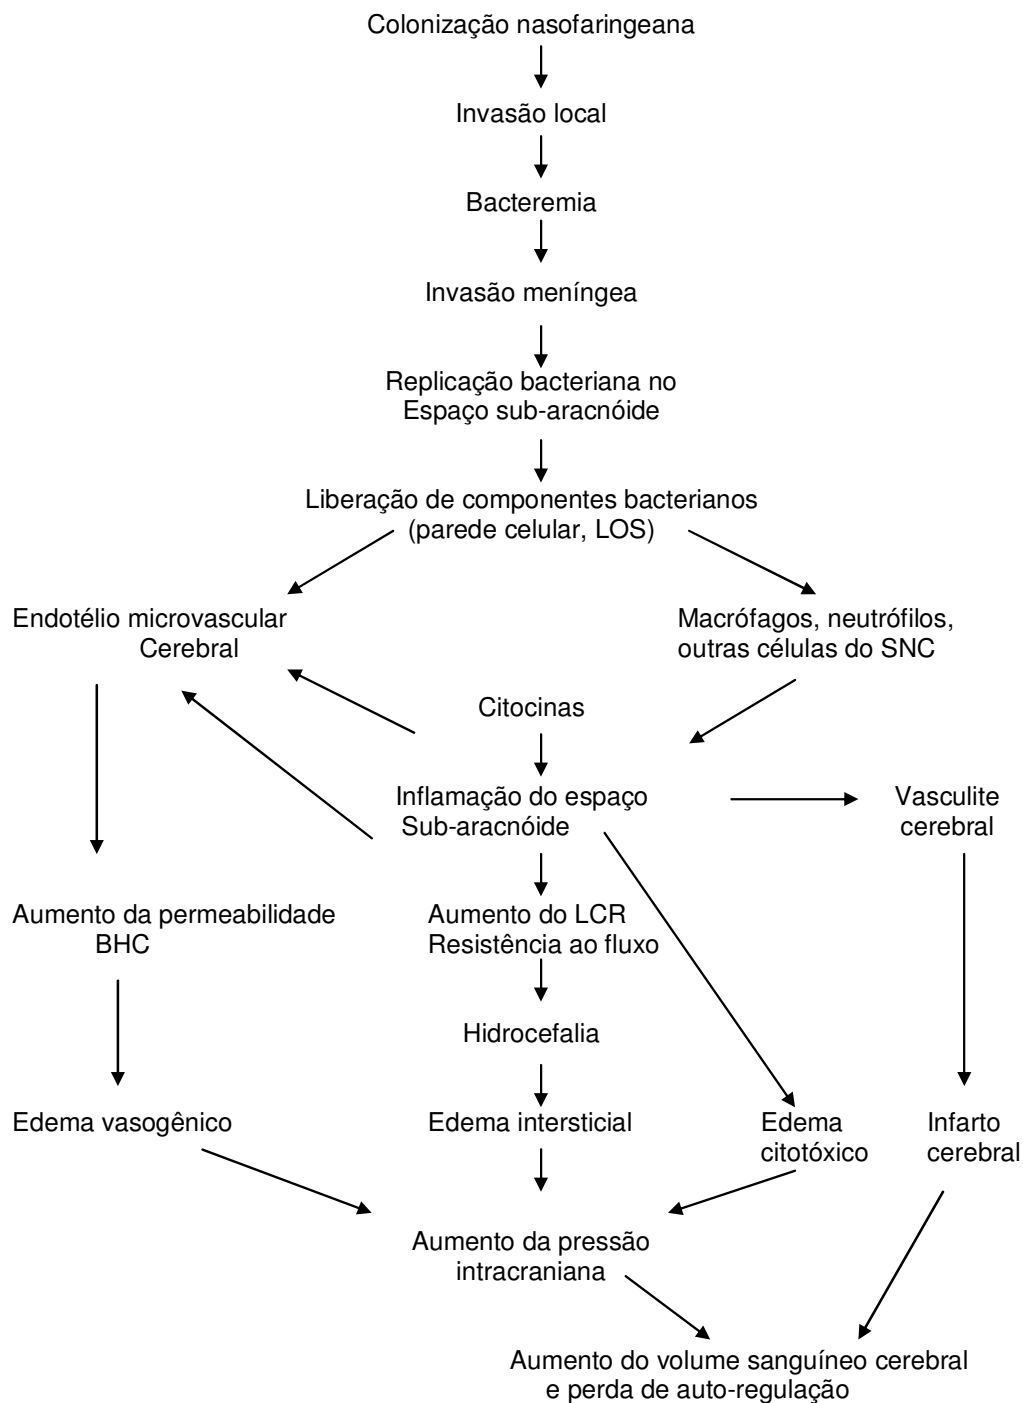 Colonização nasofaringeana
Invasão local
Bacteremia
Invasão meníngea
Replicação bacteriana no
Espaço sub-aracnóide
Liberação de componentes bacterianos
(parede celular, LOS)
Endotélio microvascular
Cerebral
Macrófagos, neutrófilos,
outras células do SNC
Citocinas
Inflamação do espaço
Sub-aracnóide
Vasculite
cerebral
Aumento da permeabilidade
BHC
Aumento do LCR
Resistência ao fluxo
Hidrocefalia
Edema vasogênico
Edema intersticial
Edema
citotóxico
Infarto
cerebral
Aumento da pressão
intracraniana
Aumento do volume sanguíneo cerebral
e perda de auto-regulação